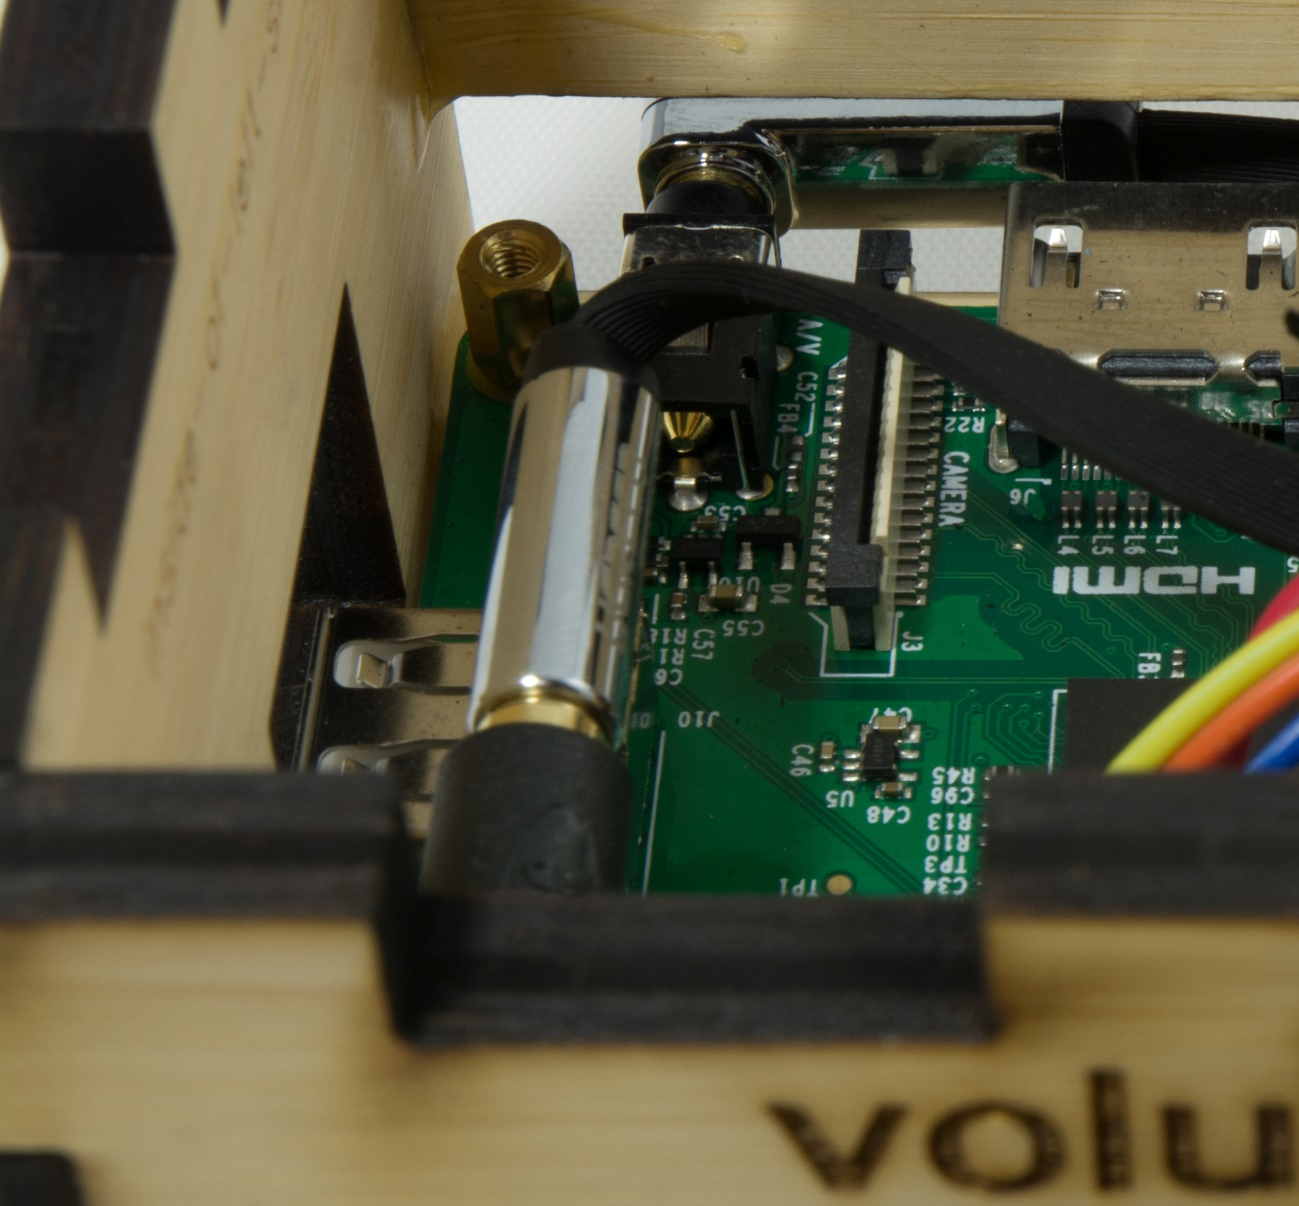 A/V
C52
FB4
R22
CAMERA
J6
L4
L5
L6
L7
HDMI
C53
D4
C55
C57
C6
J3
J10
C47
C46
U5
C48
R45
C96
R13
R10
TP3
C34
TP1
volu